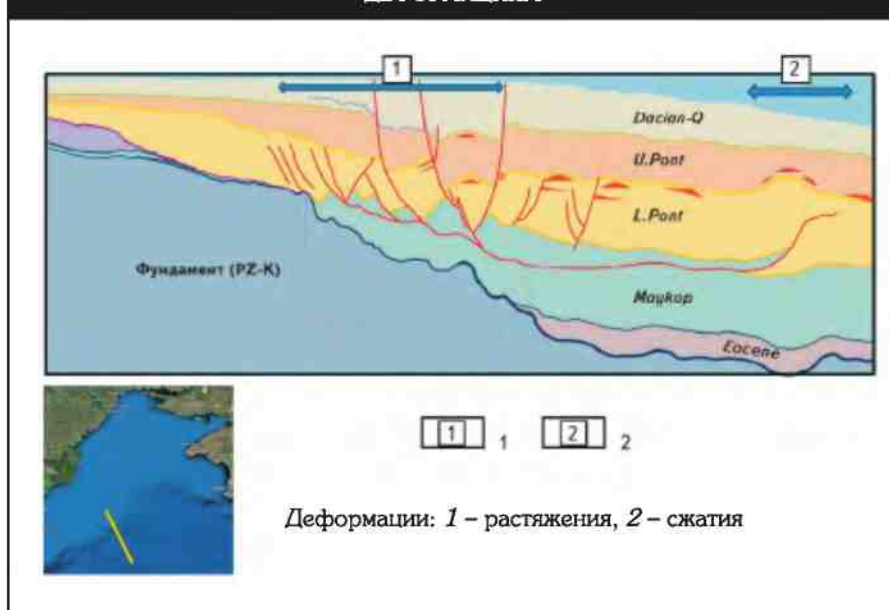 1
2
Dacian-Q
U.Pont
L.Pont
Фундамент (PZ-K)
Maykop
Eocene
1 1 2 2
Деформации: 1 – растяжения, 2 – сжатия